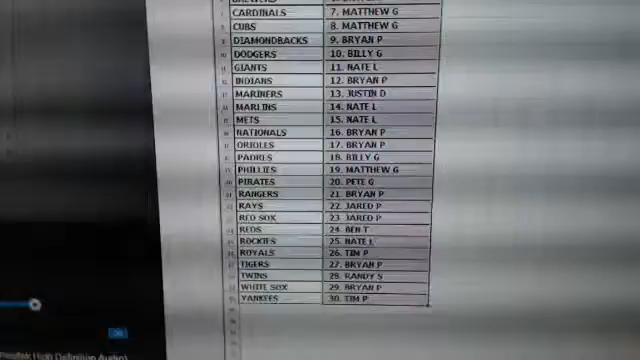 CARDINALS 7. MATTHEW G
CUBS 8. MATTHEW G
DIAMONDBACKS 9. BRYAN P
DODGERS 10. BILLY G
GIANTS 11. NATE L
INDIANS 12. BRYAN P
MARINERS 13. JUSTIN D
MARLINS 14. NATE L
METS 15. NATE L
NATIONALS 16. BRYAN P
ORIOLES 17. BRYAN P
PADRES 18. BILLY G
PHILLIES 19. MATTHEW G
PIRATES 20. PETE G
RANGERS 21. BRYAN P
RAYS 22. JARED P
RED SOX 23. JARED P
REDS 24. BEN T
ROCKIES 25. NATE L
ROYALS 26. TIM P
TIGERS 27. BRYAN P
TWINS 28. RANDY S
WHITE SOX 29. BRYAN P
YANKEES 30. TIM P
High Definition Audio)